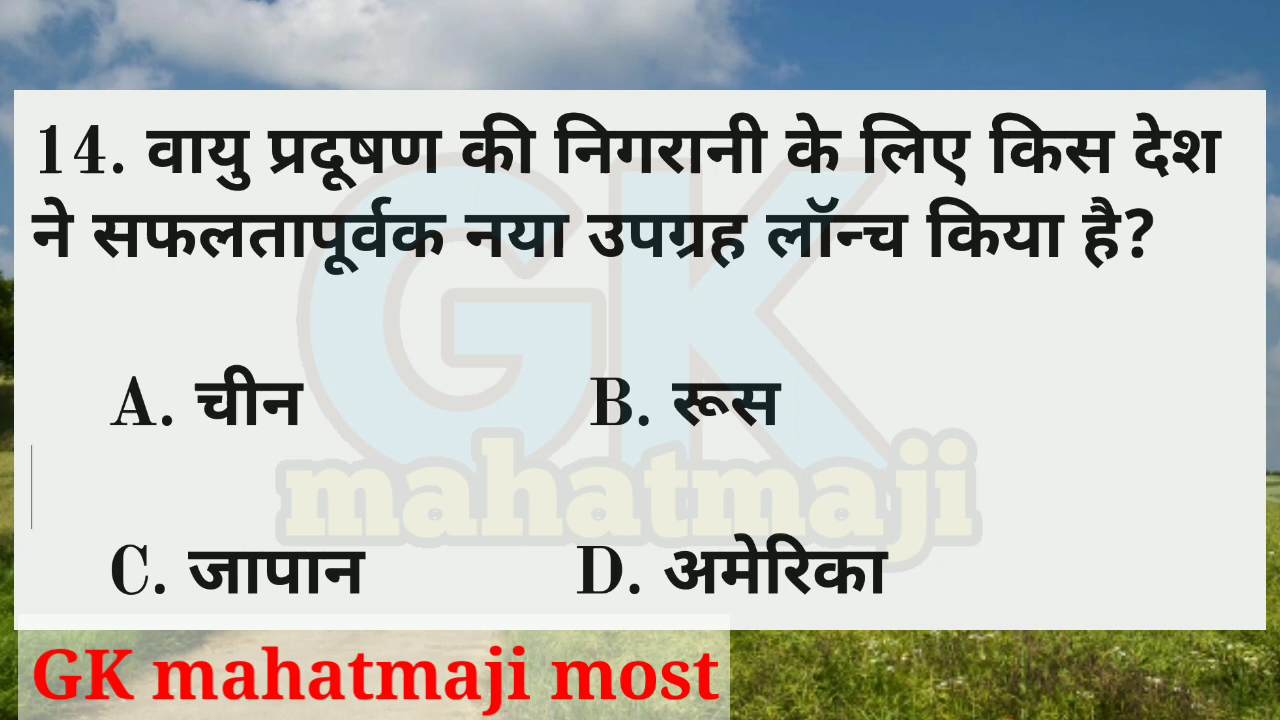 14. वायु प्रदूषण की निगरानी के लिए किस देश
ने सफलतापूर्वक नया उपग्रह लॉन्च किया है?
GK
A. चीन B. रूस
mahatmaji
C. जापान D. अमेरिका
GK mahatmaji most